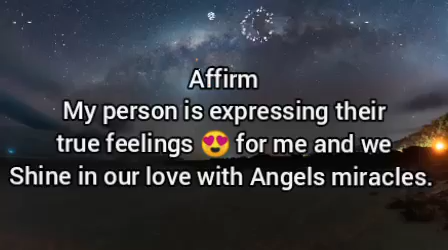 Affirm
My person is expressing their
true feelings 😍 for me and we
Shine in our love with Angels miracles.